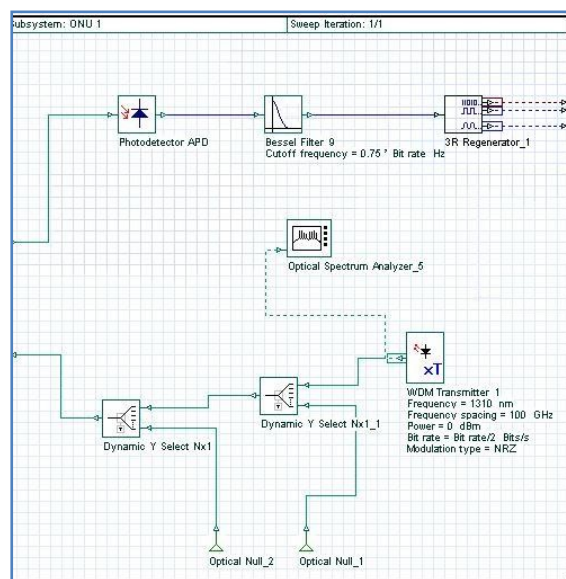 Subsystem: ONU 1
Sweep Iteration: 1/1
Photodetector APD
Bessel Filter 9
Cutoff frequency = 0.75 * Bit rate Hz
3R Regenerator_1
Optical Spectrum Analyzer_5
xT
WDM Transmitter 1
Frequency = 1310 nm
Frequency spacing = 100 GHz
Power = 0 dBm
Bit rate = Bit rate/2 Bits/s
Modulation type = NRZ
Dynamic Y Select Nx1_1
Dynamic Y Select Nx1
Optical Null_2
Optical Null_1